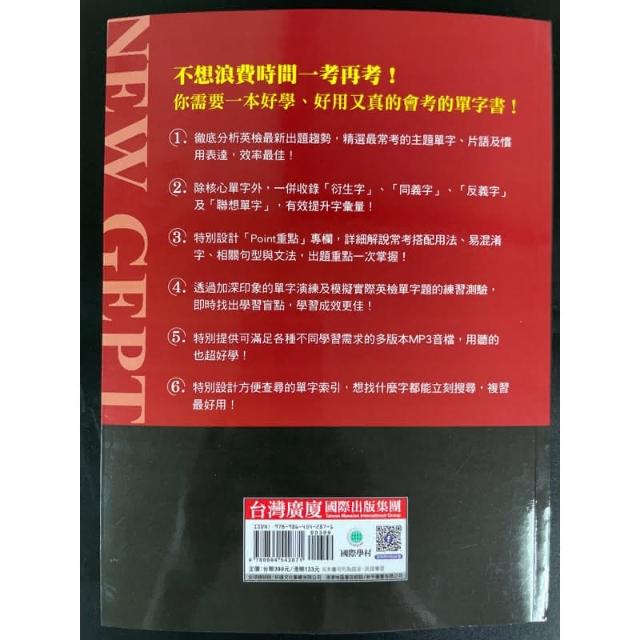 NEW GEPT
不想浪費時間一考再考！
你需要一本好學、好用又真的會考的單字書！
1. 徹底分析英檢最新出題趨勢，精選最常考的主題單字、片語及慣
用表達，效率最佳！
2. 除核心單字外，一併收錄「衍生字」、「同義字」、「反義字」
及「聯想單字」，有效提升字彙量！
3. 特別設計「Point重點」專欄，詳細解說常考搭配用法、易混淆
字、相關句型與文法，出題重點一次掌握！
4. 透過加深印象的單字演練及模擬實際英檢單字題的練習測驗，
即時找出學習盲點，學習成效更佳！
5. 特別提供可滿足各種不同學習需求的多版本MP3音檔，用聽的
也超好學！
6. 特別設計方便查尋的單字索引，想找什麼字都能立刻搜尋，複習
最好用！
台灣廣廈 國際出版集團
Taiwan Mansion International Group
國際學村